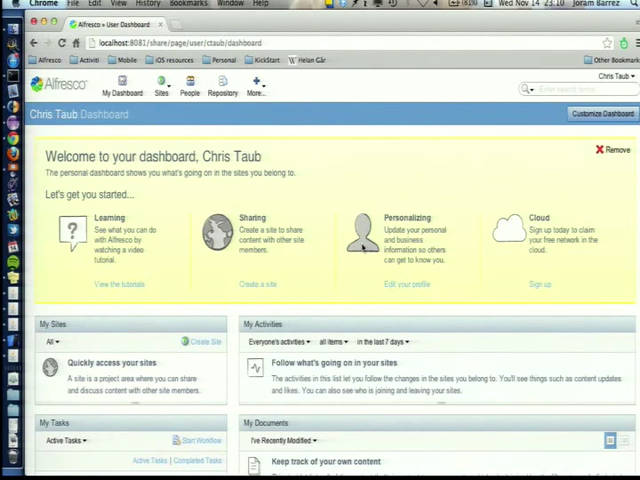 Chrome File Edit View History Bookmarks Window Help
Wed Nov 14 23:10 Joram Barrez
Alfresco » User Dashboard
localhost:8081/share/page/user/ctaub/dashboard
Alfresco Activiti Mobile iOS resources Personal KickStart Helan Går Other Bookmarks
Chris Taub
Alfresco My Dashboard Sites People Repository More...
Enter search terms
Chris Taub Dashboard Customize Dashboard
Welcome to your dashboard, Chris Taub
Remove
The personal dashboard shows you what's going on in the sites you belong to.
Let's get you started...
Learning
See what you can do
with Alfresco by
watching a video
tutorial.
View the tutorials
Sharing
Create a site to share
content with other site
members.
Create a site
Personalizing
Update your personal
and business
information so others
can get to know you.
Edit your profile
Cloud
Sign up today to claim
your free network in the
cloud.
Sign up
My Sites
All Create Site
Quickly access your sites
A site is a project area where you can share
and discuss content with other site members.
My Activities
Everyone's activities all items in the last 7 days
Follow what's going on in your sites
The activities in this list let you follow the changes in the sites you belong to. You'll see things such as content updates
and likes. You can also see who is joining and leaving your sites.
My Tasks
Active Tasks Start Workflow
Active Tasks | Completed Tasks
My Documents
I've Recently Modified
Keep track of your own content